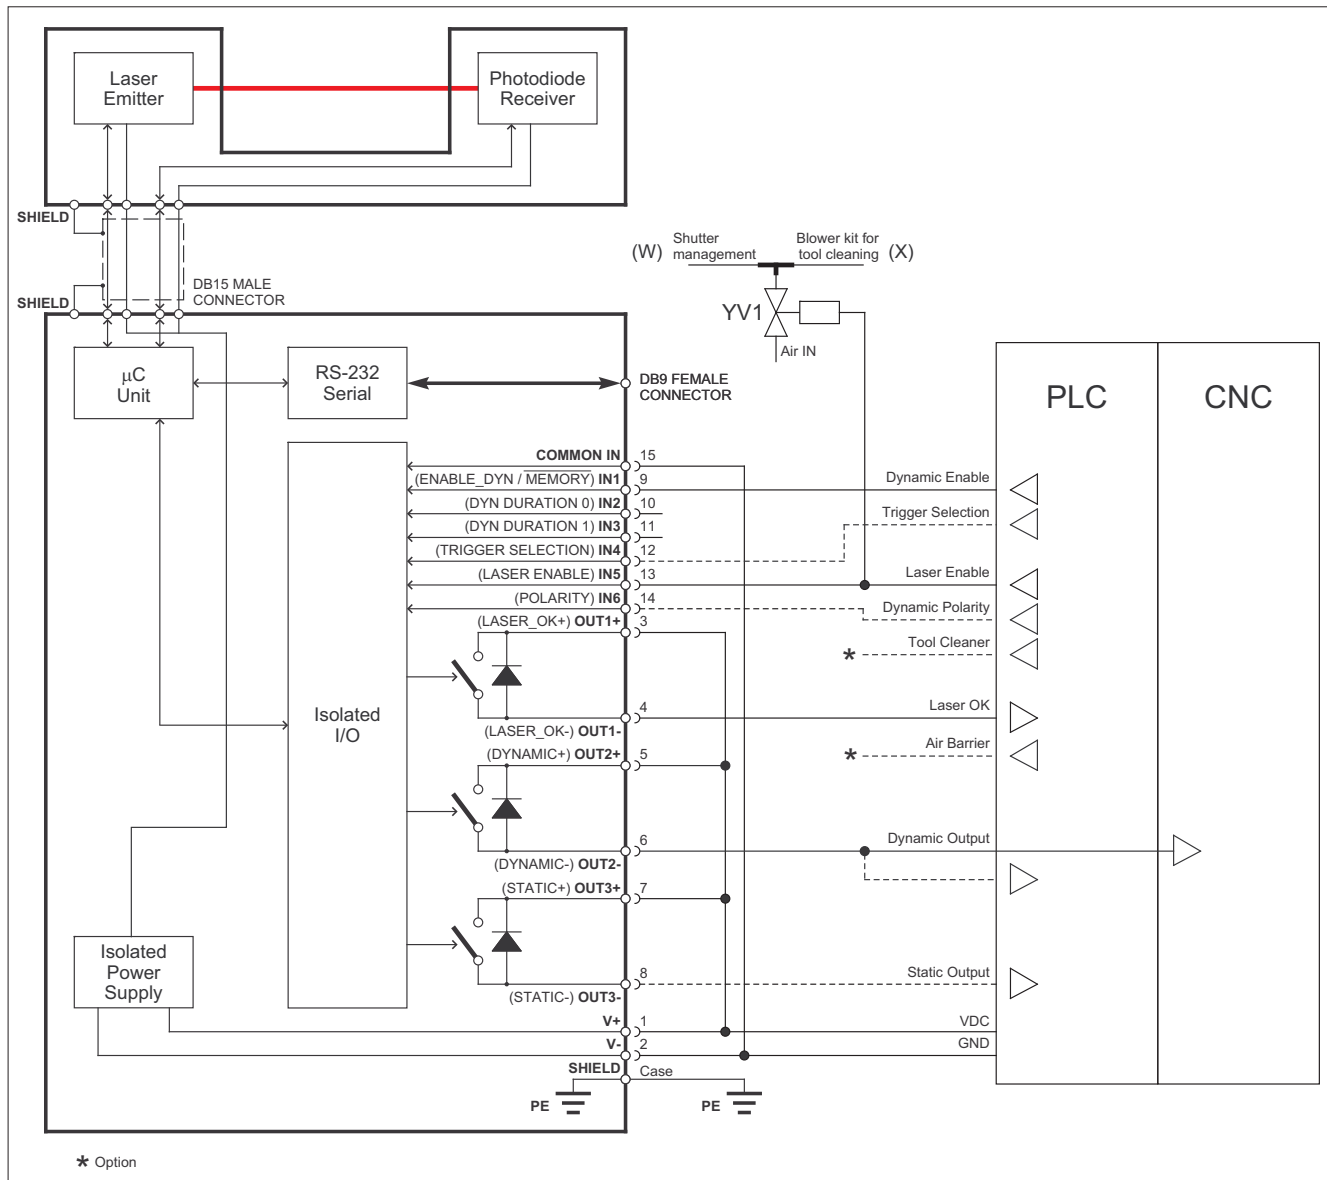 Laser
Emitter
Photodiode
Receiver
SHIELD
DB15 MALE
CONNECTOR
SHIELD
(W)
Shutter
management
Blower kit for
tool cleaning
(X)
YV1
Air IN
µC
Unit
RS-232
Serial
DB9 FEMALE
CONNECTOR
PLC
CNC
COMMON IN 15
(ENABLE_DYN / MEMORY) IN1 9
Dynamic Enable
(DYN DURATION 0) IN2 10
Trigger Selection
(DYN DURATION 1) IN3 11
(TRIGGER SELECTION) IN4 12
(LASER ENABLE) IN5 13
Laser Enable
(POLARITY) IN6 14
Dynamic Polarity
(LASER_OK+) OUT1+ 3
* Tool Cleaner
Isolated
I/O
4
Laser OK
(LASER_OK-) OUT1-
(DYNAMIC+) OUT2+ 5
* Air Barrier
6
Dynamic Output
(DYNAMIC-) OUT2-
(STATIC+) OUT3+ 7
Isolated
Power
Supply
8
Static Output
(STATIC-) OUT3-
V+ 1
VDC
V- 2
GND
SHIELD Case
PE
PE
* Option